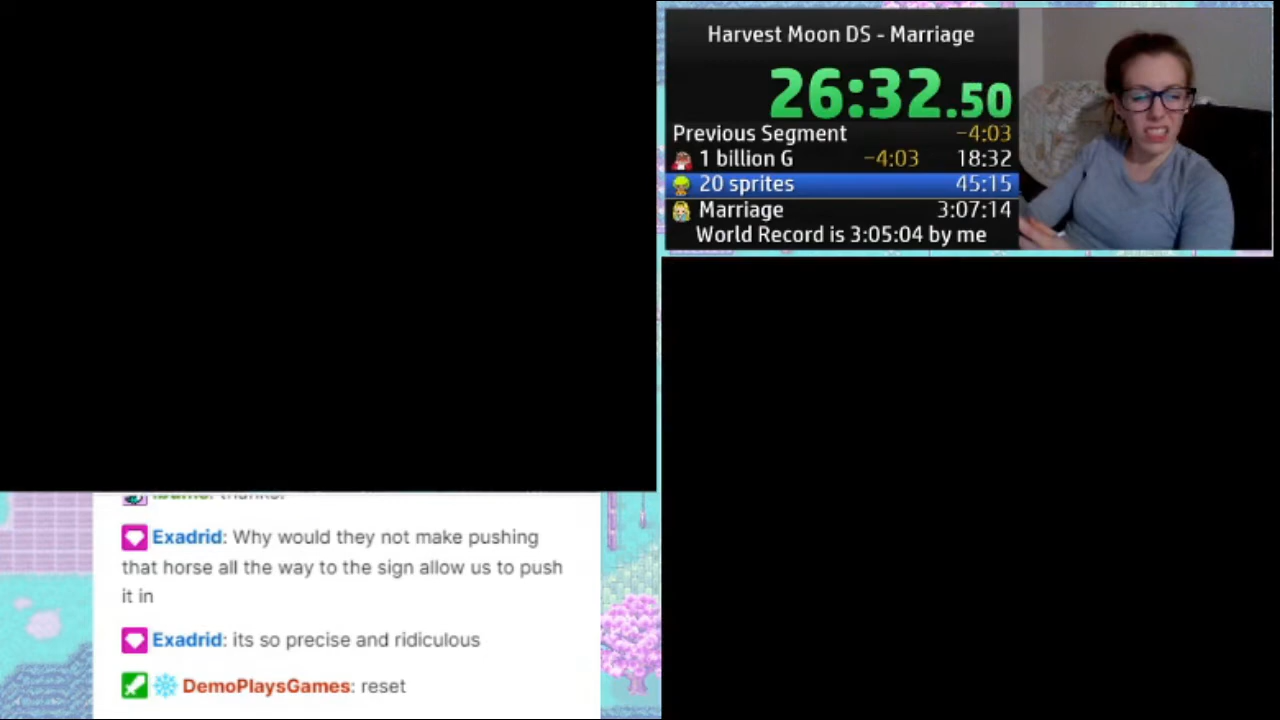 Harvest Moon DS - Marriage
26:32.50
Previous Segment -4:03
1 billion G -4:03 18:32
20 sprites 45:15
Marriage 3:07:14
World Record is 3:05:04 by me
thanks!
Exadrid: Why would they not make pushing
that horse all the way to the sign allow us to push
it in
Exadrid: its so precise and ridiculous
DemoPlaysGames: reset